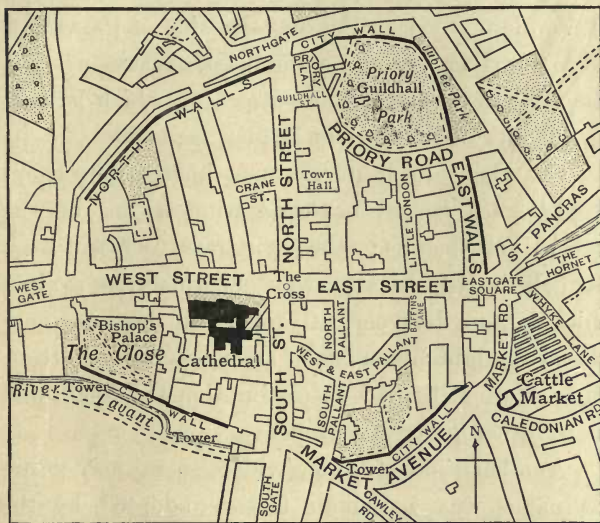 NORTHGATE
CITY WALL
Jubilee Park
PRIORY
LA.
Priory
Guildhall
Park
GUILDHALL
ST.
NORTH WALLS
PRIORY ROAD
NORTH STREET
Town
Hall
CRANE
ST.
LITTLE LONDON
EAST WALLS
ST. PANCRAS
THE
HORNET
WEST
GATE
WEST STREET
The
Cross
EAST STREET
EASTGATE
SQUARE
WHYKE LANE
MARKET RD.
Bishop's
Palace
The Close
Cathedral
NORTH
PALLANT
BAFFINS
LANE
WEST & EAST PALLANT
SOUTH ST.
SOUTH
PALLANT
River Lavant
Tower
CITY WALL
Tower
Cattle
Market
CALEDONIAN RD.
CITY WALL
Tower
MARKET AVENUE
N
SOUTH
GATE
CAWLEY
RD.